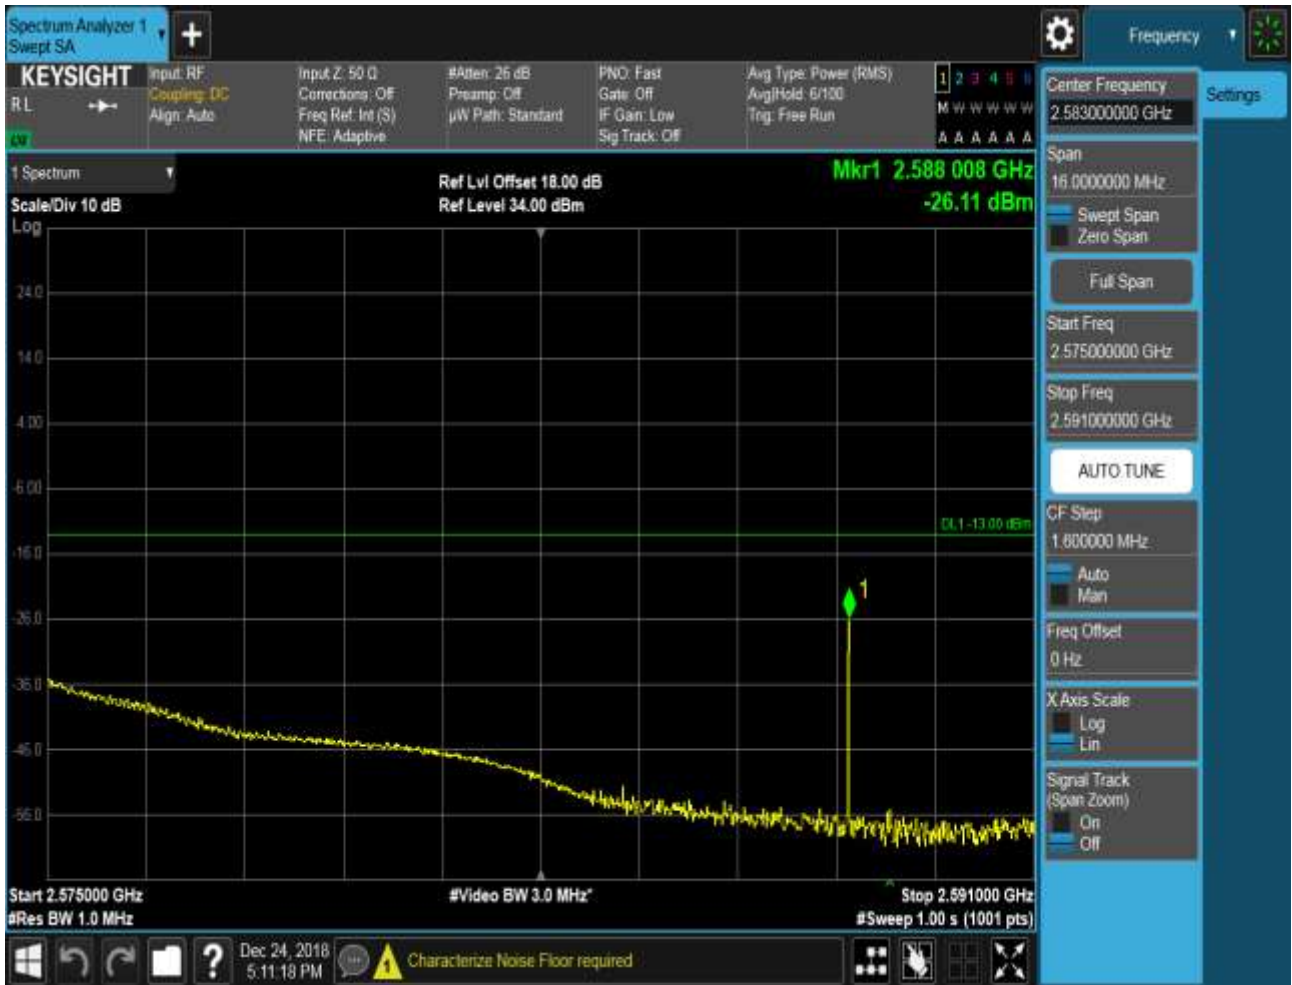 Spectrum Analyzer 1
Swept SA
+
Frequency
KEYSIGHT
Input: RF
Coupling: DC
Align: Auto
Input Z: 50 Ω
Corrections: Off
Freq Ref: Int (S)
NFE: Adaptive
#Atten: 26 dB
Preamp: Off
µW Path: Standard
PNO: Fast
Gate: Off
IF Gain: Low
Sig Track: Off
Avg Type: Power (RMS)
Avg|Hold: 6/100
Trig: Free Run
1 2 3 4 5 6
M W W W W W
A A A A A A
R L
1 Spectrum
Scale/Div 10 dB
Log
Ref Lvl Offset 18.00 dB
Ref Level 34.00 dBm
Mkr1 2.588 008 GHz
-26.11 dBm
24.0
14.0
4.00
-6.00
-16.0
-26.0
-36.0
-46.0
-56.0
DL1 -13.00 dBm
1
Start 2.575000 GHz
#Res BW 1.0 MHz
#Video BW 3.0 MHz*
Stop 2.591000 GHz
#Sweep 1.00 s (1001 pts)
Center Frequency
2.583000000 GHz
Settings
Span
16.0000000 MHz
Swept Span
Zero Span
Full Span
Start Freq
2.575000000 GHz
Stop Freq
2.591000000 GHz
AUTO TUNE
CF Step
1.600000 MHz
Auto
Man
Freq Offset
0 Hz
X Axis Scale
Log
Lin
Signal Track
(Span Zoom)
On
Off
?
Dec 24, 2018
5:11:18 PM
Characterize Noise Floor required